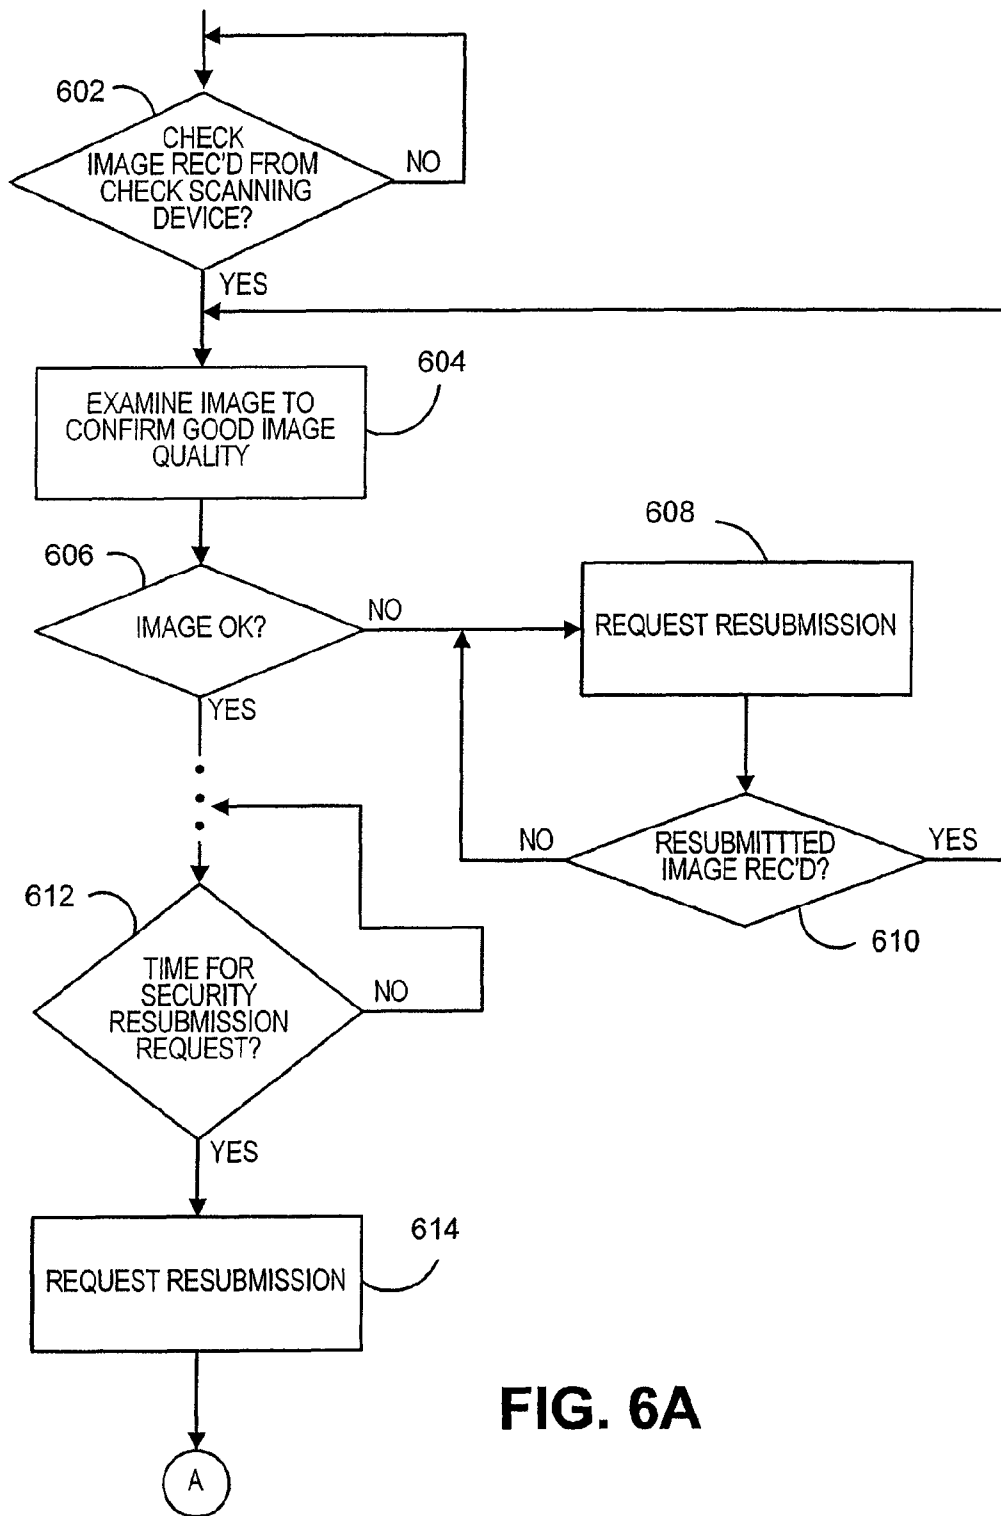 602
CHECK
IMAGE REC'D FROM
CHECK SCANNING
DEVICE?
NO
YES
604
EXAMINE IMAGE TO
CONFIRM GOOD IMAGE
QUALITY
606
IMAGE OK?
NO
YES
608
REQUEST RESUBMISSION
NO
RESUBMITTTED
IMAGE REC'D?
YES
610
612
TIME FOR
SECURITY
RESUBMISSION
REQUEST?
NO
YES
614
REQUEST RESUBMISSION
A
FIG. 6A